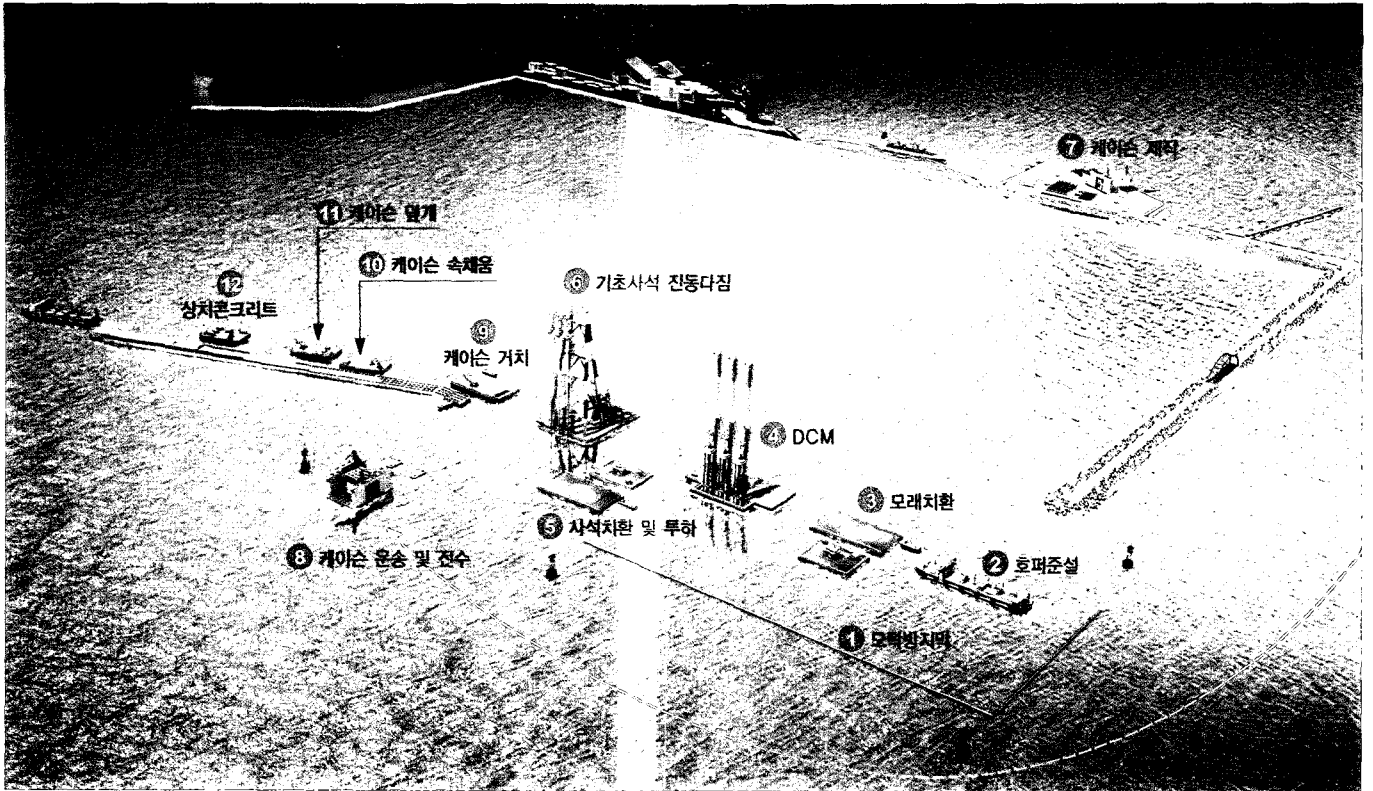 ⑦ 케이슨 제작
⑪ 케이슨 덮개
⑩ 케이슨 속채움
⑥ 기초사석 진동다짐
⑫
상치콘크리트
⑨
케이슨 거치
④ DCM
③ 모래치환
⑤ 사석치환 및 투하
⑧ 케이슨 운송 및 진수
② 호퍼준설
① 오탁방지막